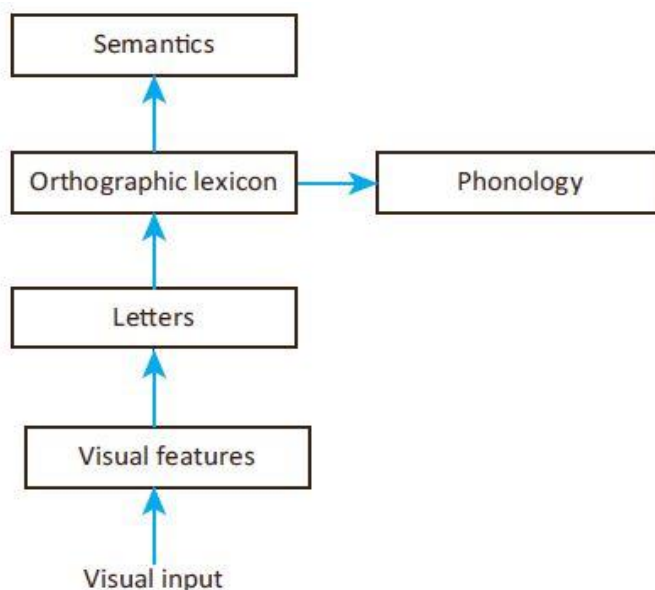 Semantics
Orthographic lexicon
Phonology
Letters
Visual features
Visual input